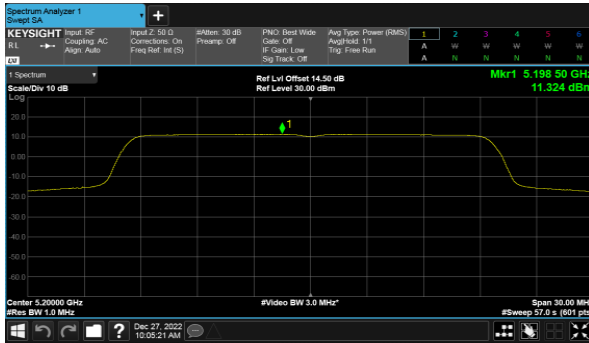 Spectrum Analyzer 1
Swept SA
+
KEYSIGHT
RL
Input: RF
Coupling: AC
Align: Auto
Input Z: 50 Ω
Corrections: On
Freq Ref: Int (S)
#Atten: 30 dB
Preamp: Off
PNO: Best Wide
Gate: Off
IF Gain: Low
Sig Track: Off
Avg Type: Power (RMS)
Avg|Hold: 1/1
Trig: Free Run
1 2 3 4 5 6
A W W W W W
A N N N N N
1 Spectrum
Scale/Div 10 dB
Log
Ref Lvl Offset 14.50 dB
Ref Level 30.00 dBm
Mkr1 5.198 50 GHz
11.324 dBm
1
20.0
10.0
0.00
-10.0
-20.0
-30.0
-40.0
-50.0
-60.0
Center 5.20000 GHz
#Res BW 1.0 MHz
#Video BW 3.0 MHz*
Span 30.00 MHz
#Sweep 57.0 s (601 pts)
?
Dec 27, 2022
10:05:21 AM